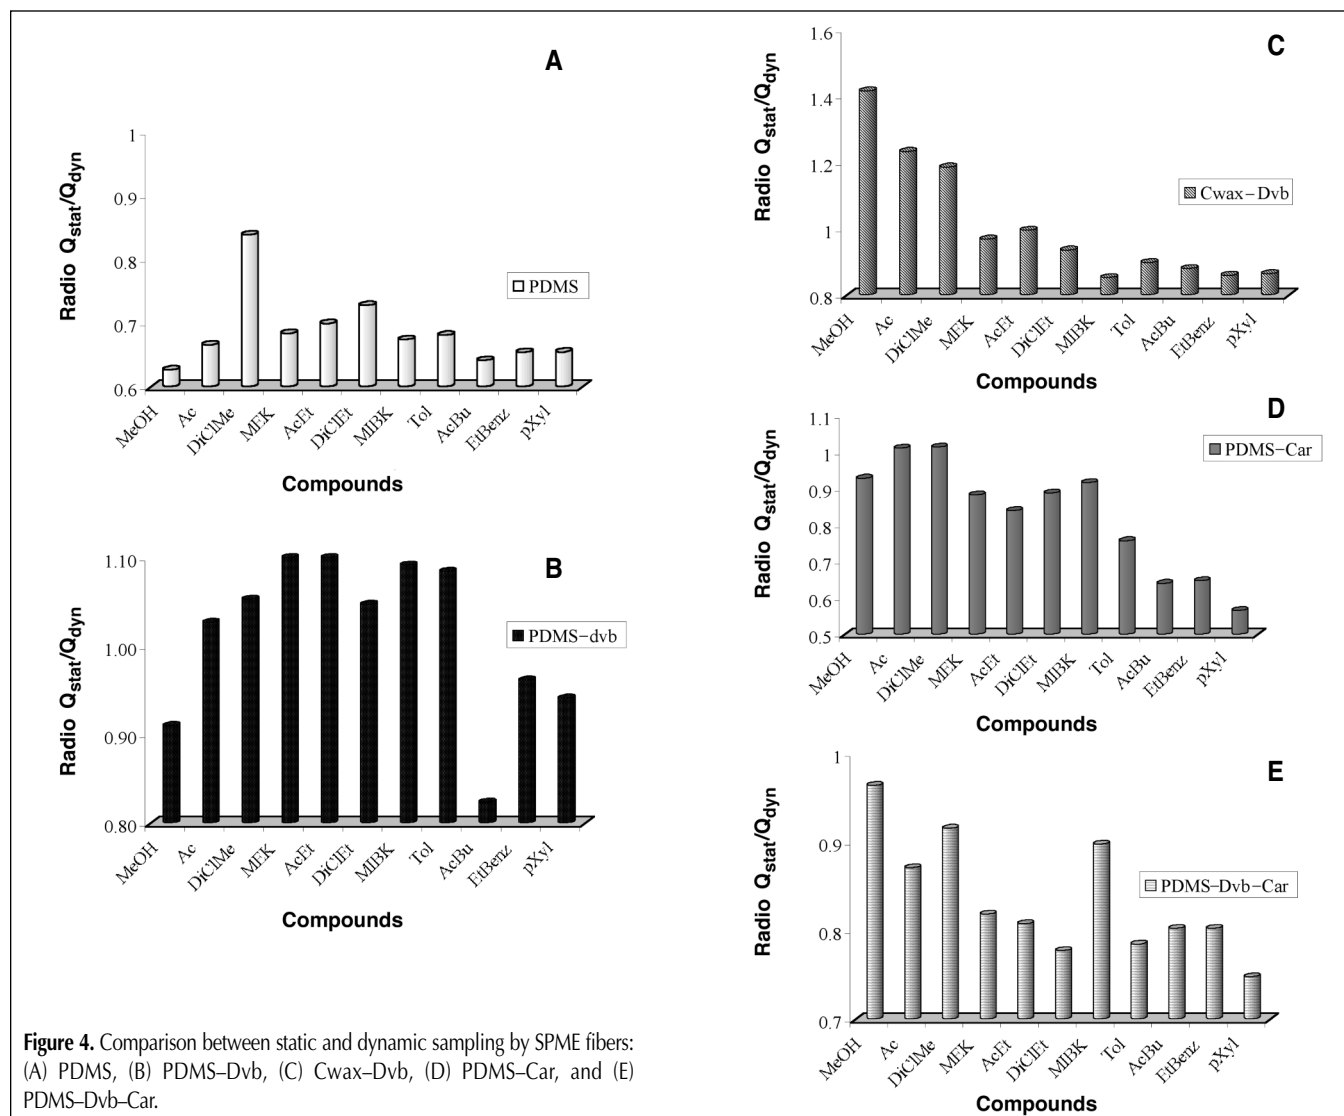 A
Radio Qstat/Qdyn
1
0.9
0.8
0.7
0.6
PDMS
MeOH
Ac
DiClMe
MEK
AcEt
DiClEt
MIBK
Tol
AcBu
EtBenz
pXyl
Compounds
B
Radio Qstat/Qdyn
1.10
1.00
0.90
0.80
PDMS–dvb
MeOH
Ac
DiClMe
MEK
AcEt
DiClEt
MIBK
Tol
AcBu
EtBenz
pXyl
Compounds
Figure 4. Comparison between static and dynamic sampling by SPME fibers:
(A) PDMS, (B) PDMS–Dvb, (C) Cwax–Dvb, (D) PDMS–Car, and (E)
PDMS–Dvb–Car.
C
Radio Qstat/Qdyn
1.6
1.4
1.2
1
0.8
Cwax–Dvb
MeOH
Ac
DiClMe
MEK
AcEt
DiClEt
MIBK
Tol
AcBu
EtBenz
pXyl
Compounds
D
Radio Qstat/Qdyn
1.1
1
0.9
0.8
0.7
0.6
0.5
PDMS–Car
MeOH
Ac
DiClMe
MEK
AcEt
DiClEt
MIBK
Tol
AcBu
EtBenz
pXyl
Compounds
E
Radio Qstat/Qdyn
1
0.9
0.8
0.7
PDMS–Dvb–Car
MeOH
Ac
DiClMe
MEK
AcEt
DiClEt
MIBK
Tol
AcBu
EtBenz
pXyl
Compounds